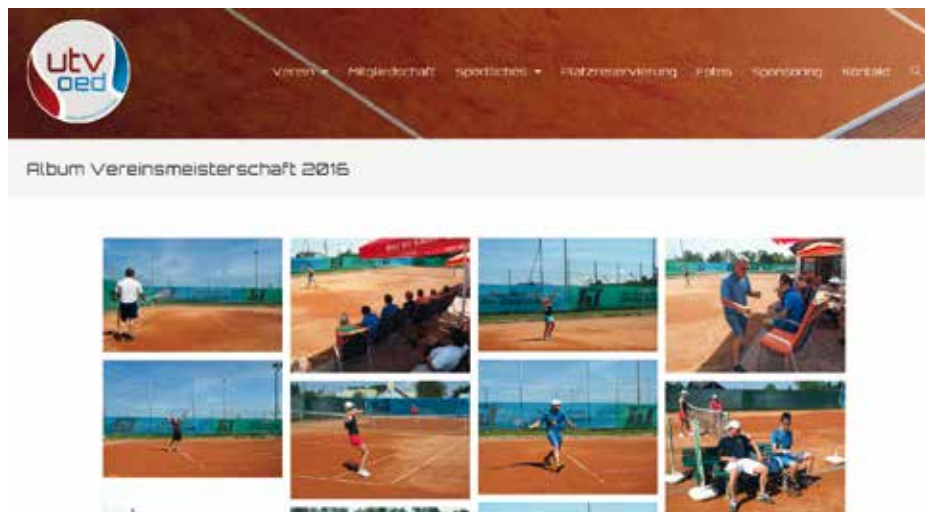 utv
oed
Verein Mitgliedschaft Sportliches Platzreservierung Fotos Sponsoring Kontakt
Album Vereinsmeisterschaft 2016